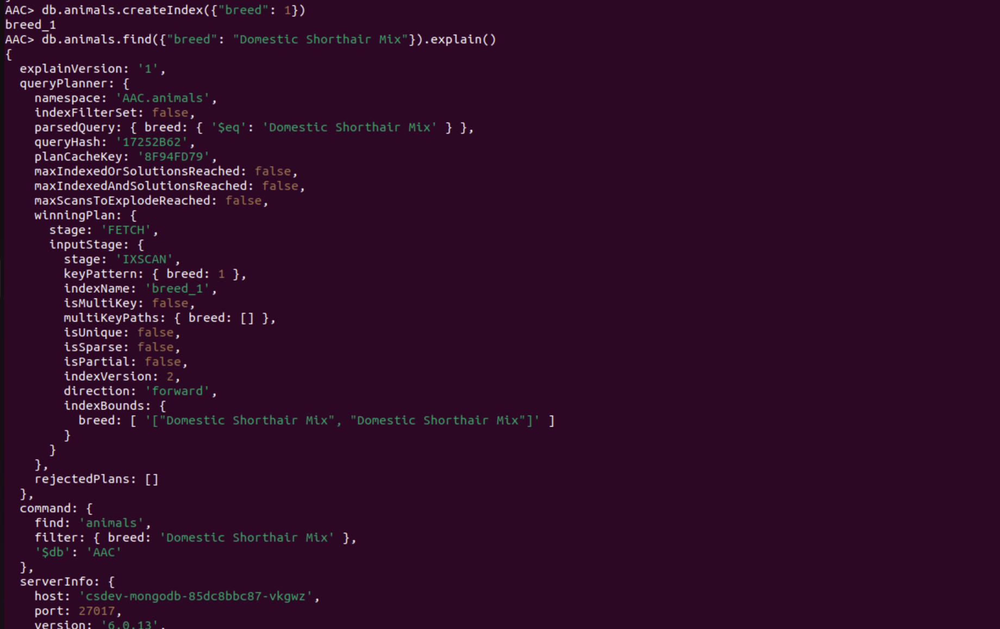 AAC> db.animals.createIndex({"breed": 1})
breed_1
AAC> db.animals.find({"breed": "Domestic Shorthair Mix"}).explain()
{
  explainVersion: '1',
  queryPlanner: {
    namespace: 'AAC.animals',
    indexFilterSet: false,
    parsedQuery: { breed: { '$eq': 'Domestic Shorthair Mix' } },
    queryHash: '17252B62',
    planCacheKey: '8F94FD79',
    maxIndexedOrSolutionsReached: false,
    maxIndexedAndSolutionsReached: false,
    maxScansToExplodeReached: false,
    winningPlan: {
      stage: 'FETCH',
      inputStage: {
        stage: 'IXSCAN',
        keyPattern: { breed: 1 },
        indexName: 'breed_1',
        isMultiKey: false,
        multiKeyPaths: { breed: [] },
        isUnique: false,
        isSparse: false,
        isPartial: false,
        indexVersion: 2,
        direction: 'forward',
        indexBounds: {
          breed: [ '["Domestic Shorthair Mix", "Domestic Shorthair Mix"]' ]
        }
      }
    },
    rejectedPlans: []
  },
  command: {
    find: 'animals',
    filter: { breed: 'Domestic Shorthair Mix' },
    '$db': 'AAC'
  },
  serverInfo: {
    host: 'csdev-mongodb-85dc8bbc87-vkgwz',
    port: 27017,
    version: '6.0.13',